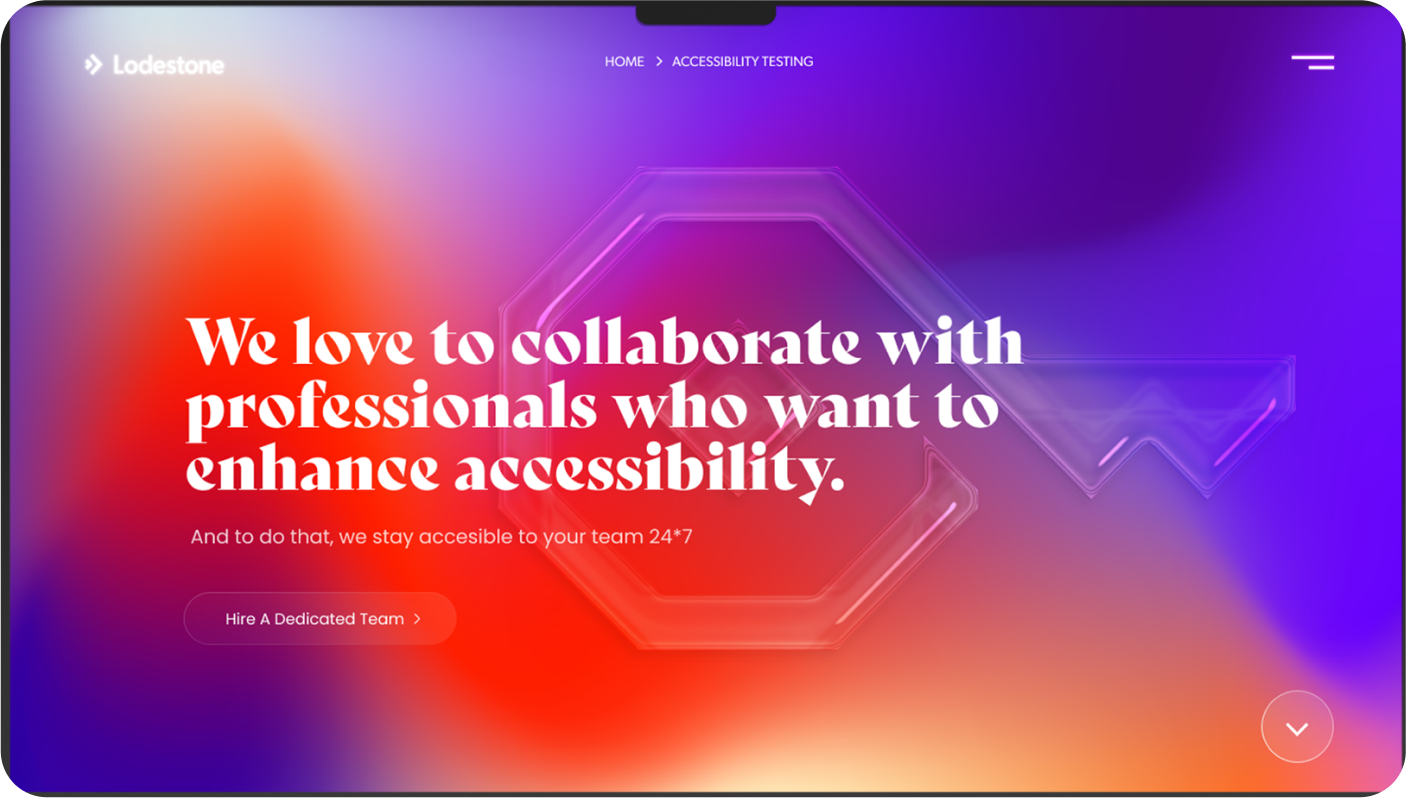 Lodestone
HOME > ACCESSIBILITY TESTING
We love to collaborate with
professionals who want to
enhance accessibility.
And to do that, we stay accesible to your team 24*7
Hire A Dedicated Team >